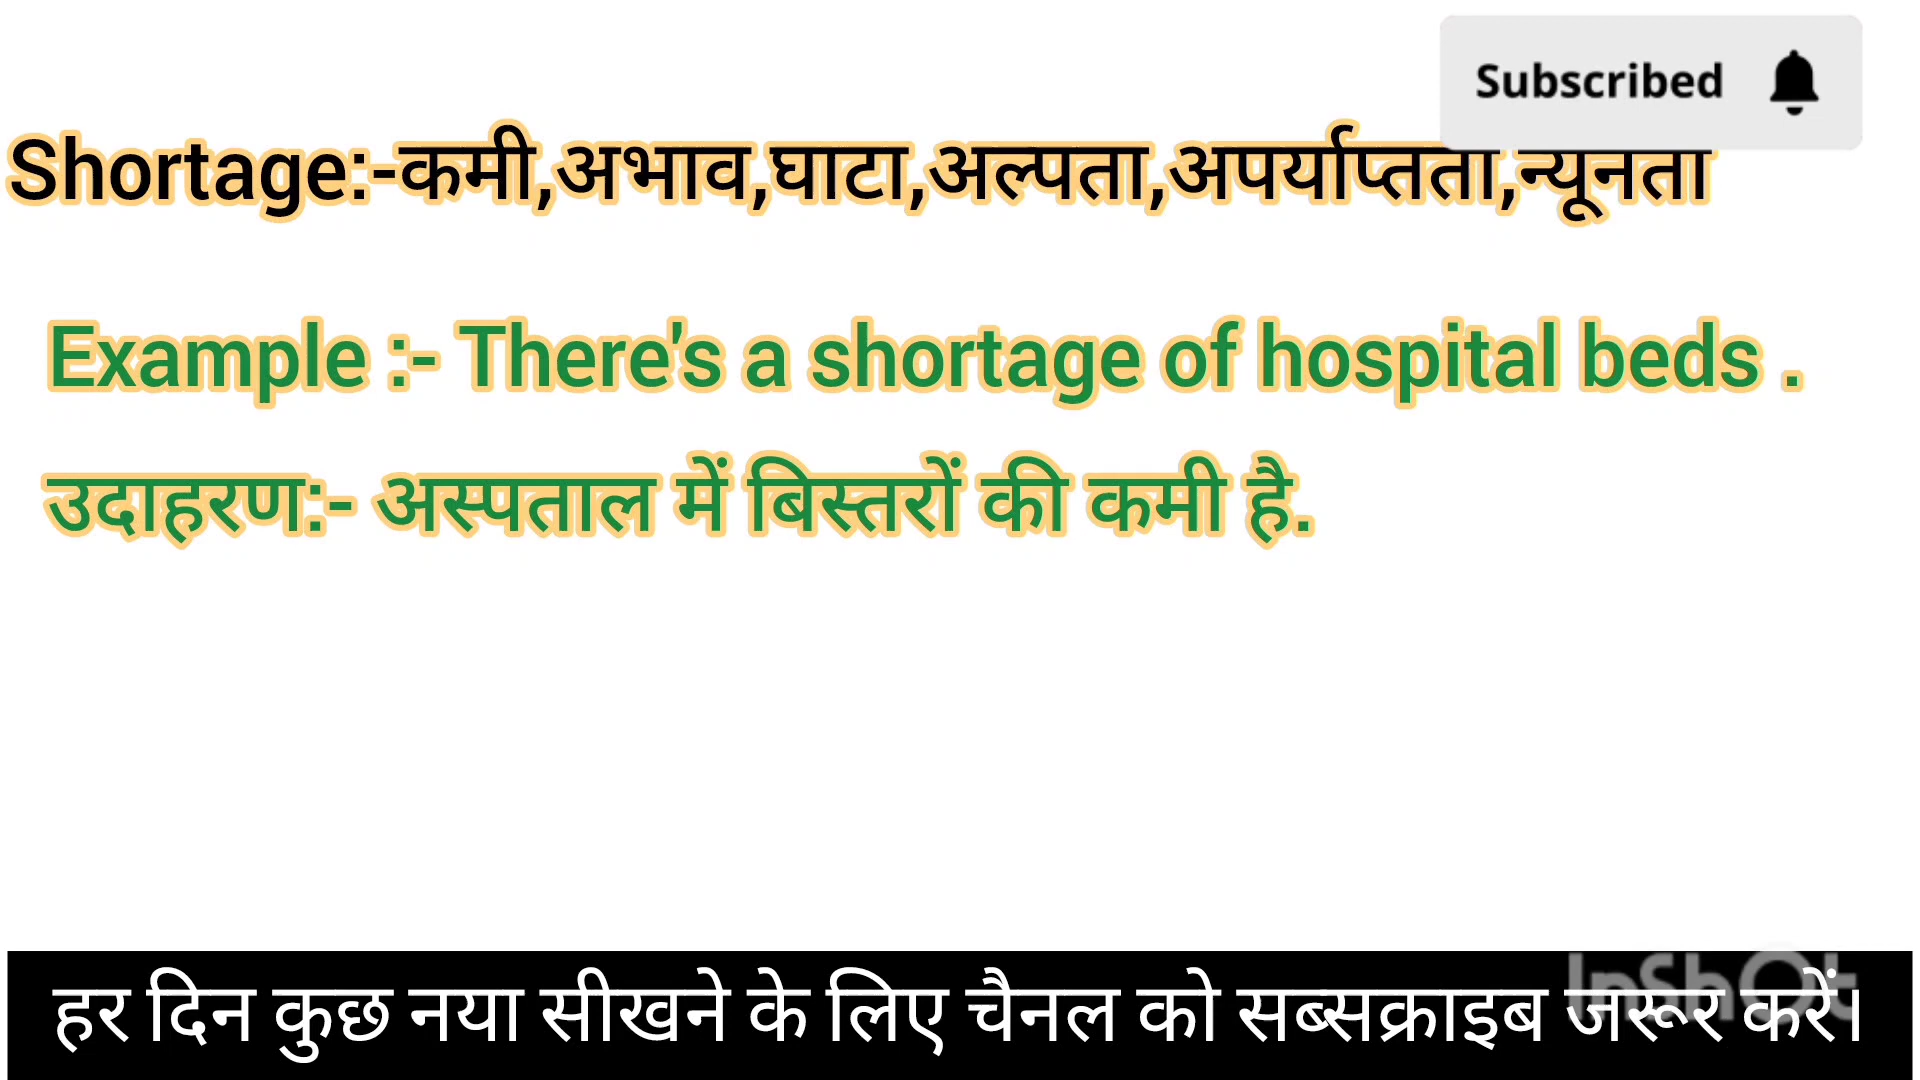 Subscribed
Shortage:-कमी,अभाव,घाटा,अल्पता,अपर्याप्तता,न्यूनता
Example :- There's a shortage of hospital beds .
उदाहरण:- अस्पताल में बिस्तरों की कमी है.
InShOt
हर दिन कुछ नया सीखने के लिए चैनल को सब्सक्राइब जरूर करें।